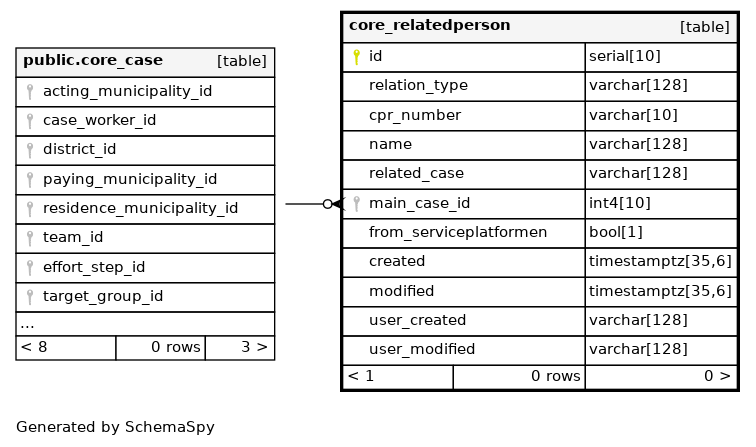 public.core_case [table]
acting_municipality_id
case_worker_id
district_id
paying_municipality_id
residence_municipality_id
team_id
effort_step_id
target_group_id
...
< 8 0 rows 3 >
core_relatedperson [table]
id serial[10]
relation_type varchar[128]
cpr_number varchar[10]
name varchar[128]
related_case varchar[128]
main_case_id int4[10]
from_serviceplatformen bool[1]
created timestamptz[35,6]
modified timestamptz[35,6]
user_created varchar[128]
user_modified varchar[128]
< 1 0 rows 0 >
Generated by SchemaSpy